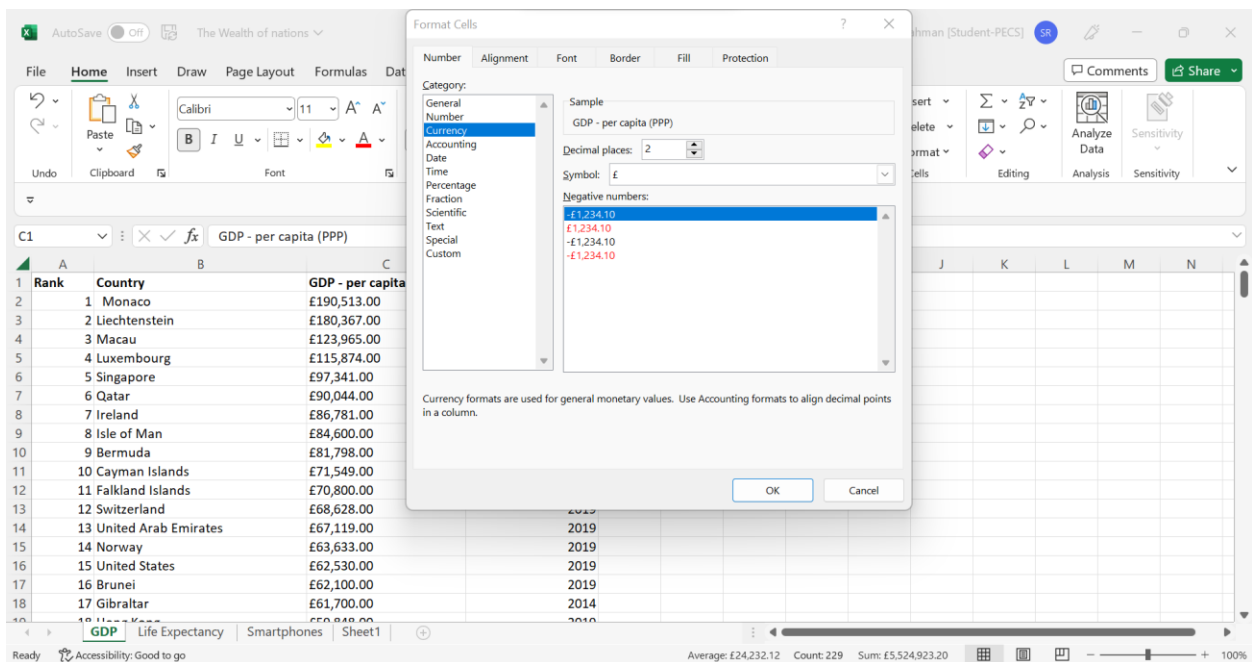 AutoSave Off The Wealth of nations hman (Student-PECS) SR
File Home Insert Draw Page Layout Formulas Dat Comments Share
Calibri 11 A A
Paste B I U A
Undo Clipboard Font
Format Cells
Number Alignment Font Border Fill Protection
Category:
General
Number
Currency
Accounting
Date
Time
Percentage
Fraction
Scientific
Text
Special
Custom
Sample
GDP - per capita (PPP)
Decimal places: 2
Symbol: £
Negative numbers:
-£1,234.10
£1,234.10
-£1,234.10
-£1,234.10
Currency formats are used for general monetary values. Use Accounting formats to align decimal points
in a column.
OK Cancel
sert
elete
ormat
Cells Editing
Analyze
Data
Analysis
Sensitivity
Sensitivity
C1 fx GDP - per capita (PPP)
A B C J K L M N
1 Rank Country GDP - per capita
2 1 Monaco £190,513.00
3 2 Liechtenstein £180,367.00
4 3 Macau £123,965.00
5 4 Luxembourg £115,874.00
6 5 Singapore £97,341.00
7 6 Qatar £90,044.00
8 7 Ireland £86,781.00
9 8 Isle of Man £84,600.00
10 9 Bermuda £81,798.00
11 10 Cayman Islands £71,549.00
12 11 Falkland Islands £70,800.00
13 12 Switzerland £68,628.00 2019
14 13 United Arab Emirates £67,119.00 2019
15 14 Norway £63,633.00 2019
16 15 United States £62,530.00 2019
17 16 Brunei £62,100.00 2019
18 17 Gibraltar £61,700.00 2014
GDP Life Expectancy Smartphones Sheet1
Ready Accessibility: Good to go Average: £24,232.12 Count: 229 Sum: £5,524,923.20 100%